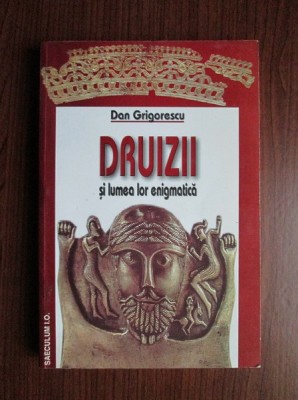 Dan Grigorescu
DRUIZII
și lumea lor enigmatică
SAECULUM I.O.